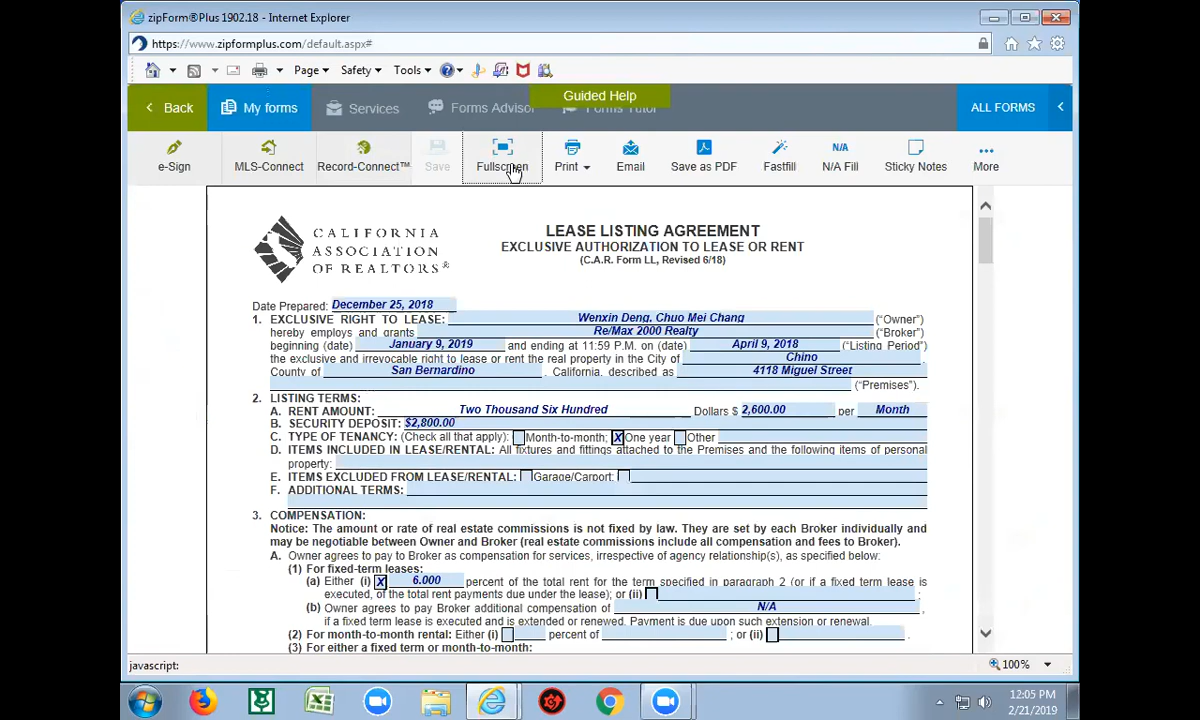 zipForm®Plus 1902.18 - Internet Explorer
https://www.zipformplus.com/default.aspx#
Page Safety Tools
Guided Help
Back My forms Services Forms Advisor Forms Tutor ALL FORMS
N/A
e-Sign MLS-Connect Record-Connect™ Save Fullscreen Print Email Save as PDF Fastfill N/A Fill Sticky Notes More
CALIFORNIA
ASSOCIATION
OF REALTORS®
LEASE LISTING AGREEMENT
EXCLUSIVE AUTHORIZATION TO LEASE OR RENT
(C.A.R. Form LL, Revised 6/18)
Date Prepared: December 25, 2018
1. EXCLUSIVE RIGHT TO LEASE: Wenxin Deng, Chuo Mei Chang ("Owner")
hereby employs and grants Re/Max 2000 Realty ("Broker")
beginning (date) January 9, 2019 and ending at 11:59 P.M. on (date) April 9, 2018 ("Listing Period")
the exclusive and irrevocable right to lease or rent the real property in the City of Chino ,
County of San Bernardino , California, described as 4118 Miguel Street
("Premises").
2. LISTING TERMS:
A. RENT AMOUNT: Two Thousand Six Hundred Dollars $ 2,600.00 per Month
B. SECURITY DEPOSIT: $2,800.00
C. TYPE OF TENANCY: (Check all that apply): Month-to-month; X One year Other
D. ITEMS INCLUDED IN LEASE/RENTAL: All fixtures and fittings attached to the Premises and the following items of personal
property:
E. ITEMS EXCLUDED FROM LEASE/RENTAL: Garage/Carport;
F. ADDITIONAL TERMS:
3. COMPENSATION:
Notice: The amount or rate of real estate commissions is not fixed by law. They are set by each Broker individually and
may be negotiable between Owner and Broker (real estate commissions include all compensation and fees to Broker).
A. Owner agrees to pay to Broker as compensation for services, irrespective of agency relationship(s), as specified below:
(1) For fixed-term leases:
(a) Either (i) X 6.000 percent of the total rent for the term specified in paragraph 2 (or if a fixed term lease is
executed, of the total rent payments due under the lease); or (ii) ;
(b) Owner agrees to pay Broker additional compensation of N/A ,
if a fixed term lease is executed and is extended or renewed. Payment is due upon such extension or renewal.
(2) For month-to-month rental: Either (i) percent of ; or (ii) .
(3) For either a fixed term or month-to-month:
javascript:
100%
12:05 PM
2/21/2019